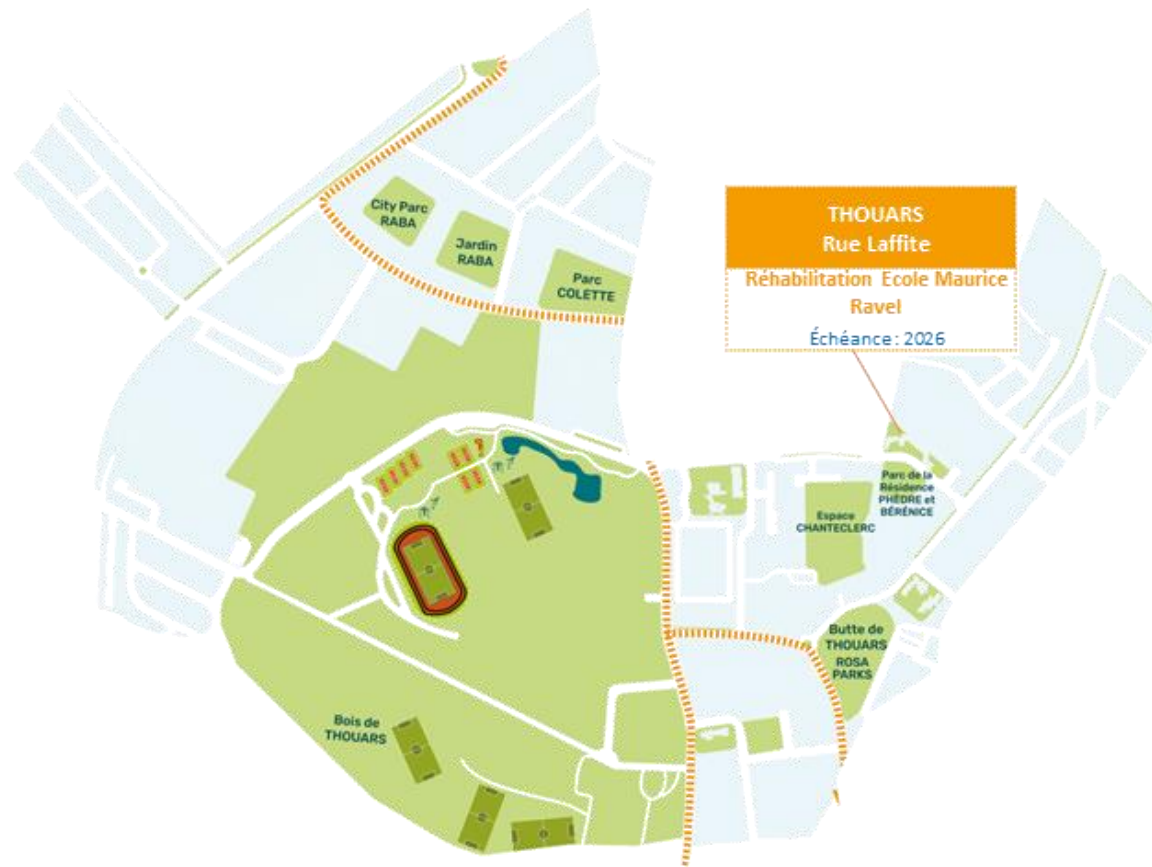 City Parc
RABA
Jardin
RABA
Parc
COLETTE
THOUARS
Rue Laffite
Réhabilitation Ecole Maurice
Ravel
Échéance : 2026
Parc de la
Résidence
PHÈDRE et
BÉRÉNICE
Espace
CHANTECLERC
Butte de
THOUARS
ROSA
PARKS
Bois de
THOUARS